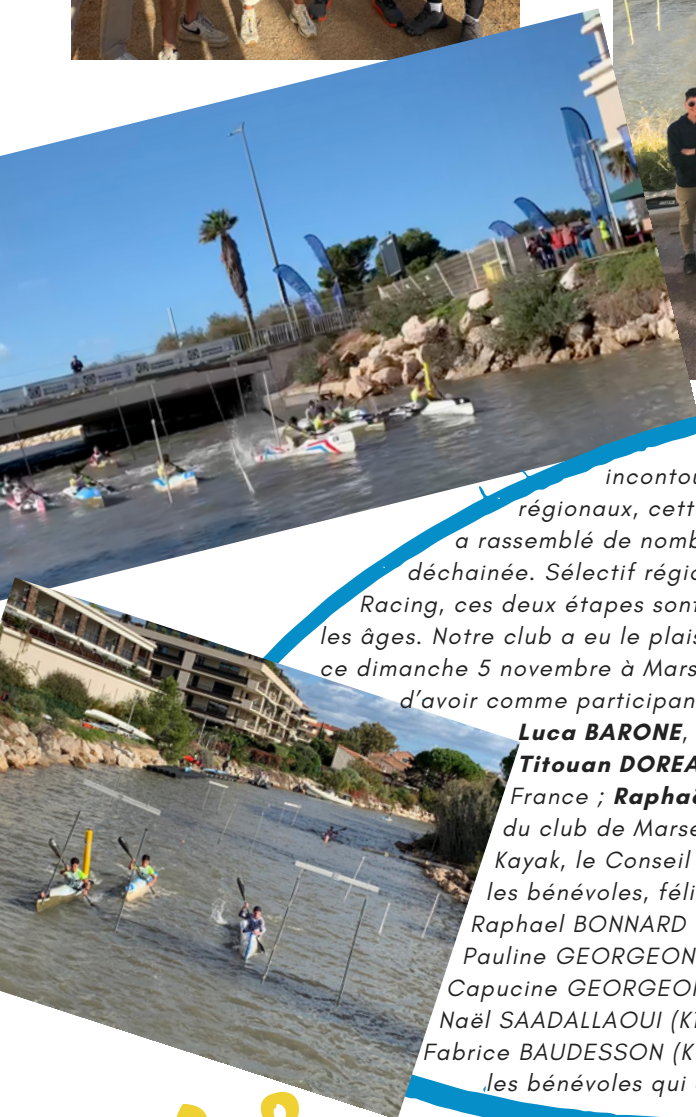 incontou
régionaux, cett
a rassemblé de nomb
déchainée. Sélectif régio
Racing, ces deux étapes sont
les âges. Notre club a eu le plais
ce dimanche 5 novembre à Mars
d’avoir comme participan
Luca BARONE,
Titouan DOREA
France ; Raphaë
du club de Marse
Kayak, le Conseil
les bénévoles, féli
Raphael BONNARD
Pauline GEORGEON
Capucine GEORGEO
Naël SAADALLAOUI (K1
Fabrice BAUDESSON (K
les bénévoles qui